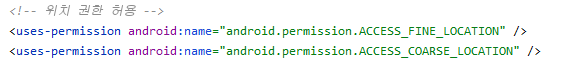 <!-- 위치 권한 허용 -->
<uses-permission android:name="android.permission.ACCESS_FINE_LOCATION" />
<uses-permission android:name="android.permission.ACCESS_COARSE_LOCATION" />